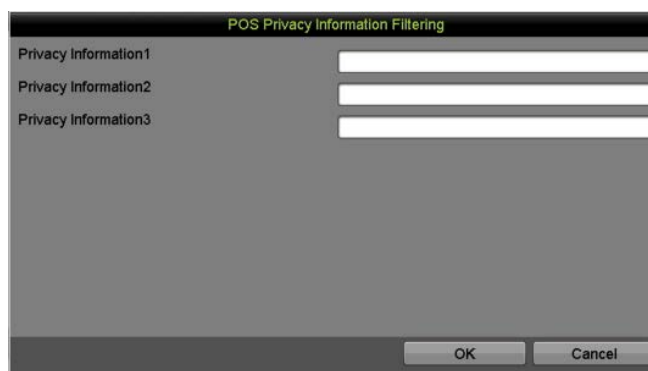 POS Privacy Information Filtering
Privacy Information1
Privacy Information2
Privacy Information3
OK Cancel